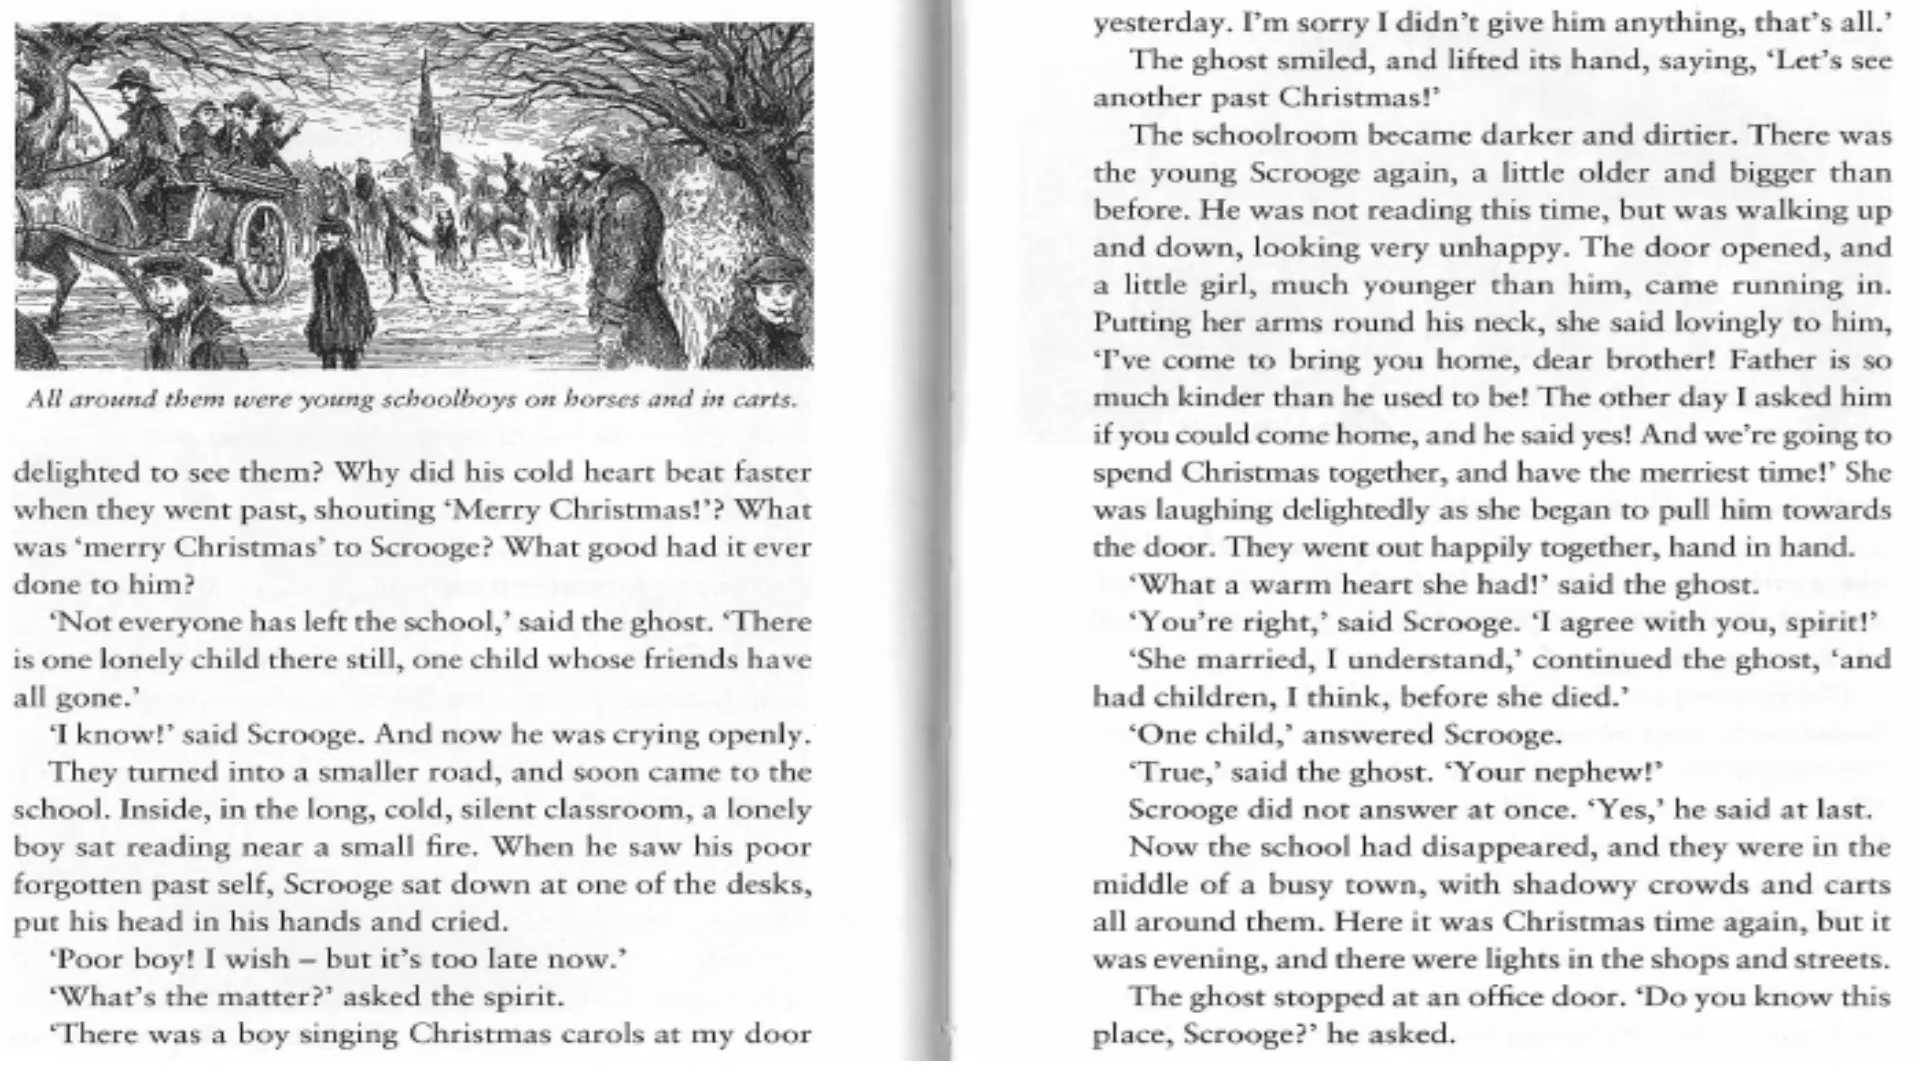 All around them were young schoolboys on horses and in carts.
delighted to see them? Why did his cold heart beat faster
when they went past, shouting ‘Merry Christmas!’? What
was ‘merry Christmas’ to Scrooge? What good had it ever
done to him?
‘Not everyone has left the school,’ said the ghost. ‘There
is one lonely child there still, one child whose friends have
all gone.’
‘I know!’ said Scrooge. And now he was crying openly.
They turned into a smaller road, and soon came to the
school. Inside, in the long, cold, silent classroom, a lonely
boy sat reading near a small fire. When he saw his poor
forgotten past self, Scrooge sat down at one of the desks,
put his head in his hands and cried.
‘Poor boy! I wish – but it’s too late now.’
‘What’s the matter?’ asked the spirit.
‘There was a boy singing Christmas carols at my door
yesterday. I’m sorry I didn’t give him anything, that’s all.’
The ghost smiled, and lifted its hand, saying, ‘Let’s see
another past Christmas!’
The schoolroom became darker and dirtier. There was
the young Scrooge again, a little older and bigger than
before. He was not reading this time, but was walking up
and down, looking very unhappy. The door opened, and
a little girl, much younger than him, came running in.
Putting her arms round his neck, she said lovingly to him,
‘I’ve come to bring you home, dear brother! Father is so
much kinder than he used to be! The other day I asked him
if you could come home, and he said yes! And we’re going to
spend Christmas together, and have the merriest time!’ She
was laughing delightedly as she began to pull him towards
the door. They went out happily together, hand in hand.
‘What a warm heart she had!’ said the ghost.
‘You’re right,’ said Scrooge. ‘I agree with you, spirit!’
‘She married, I understand,’ continued the ghost, ‘and
had children, I think, before she died.’
‘One child,’ answered Scrooge.
‘True,’ said the ghost. ‘Your nephew!’
Scrooge did not answer at once. ‘Yes,’ he said at last.
Now the school had disappeared, and they were in the
middle of a busy town, with shadowy crowds and carts
all around them. Here it was Christmas time again, but it
was evening, and there were lights in the shops and streets.
The ghost stopped at an office door. ‘Do you know this
place, Scrooge?’ he asked.